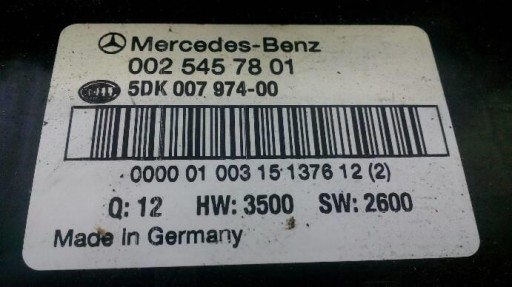 Mercedes-Benz
002 545 78 01
HELLA 5DK 007 974-00
0000 01 003 15 1376 12 (2)
Q: 12 HW: 3500 SW: 2600
Made in Germany